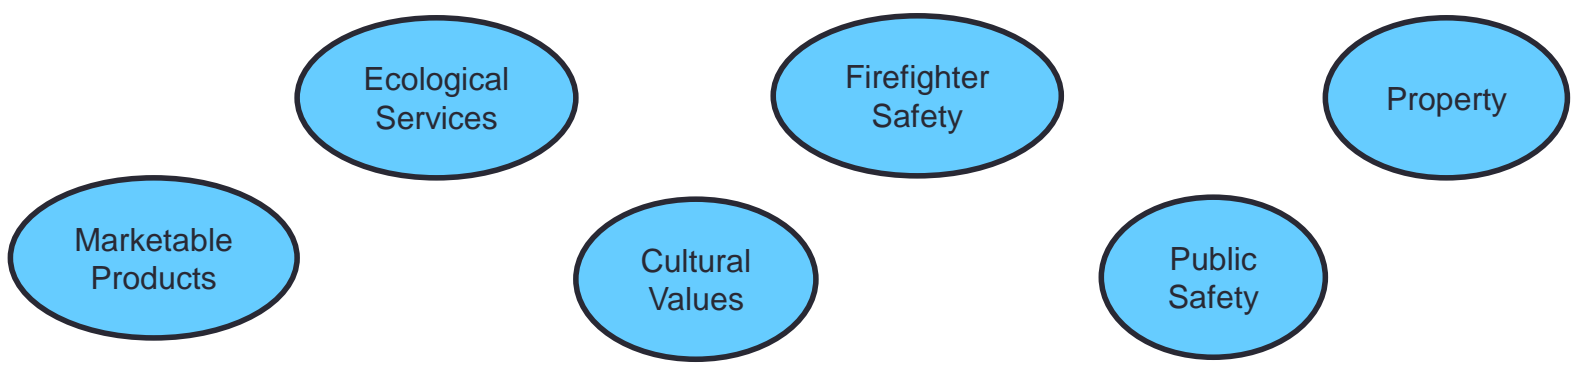 Ecological
Services
Firefighter
Safety
Property
Marketable
Products
Cultural
Values
Public
Safety